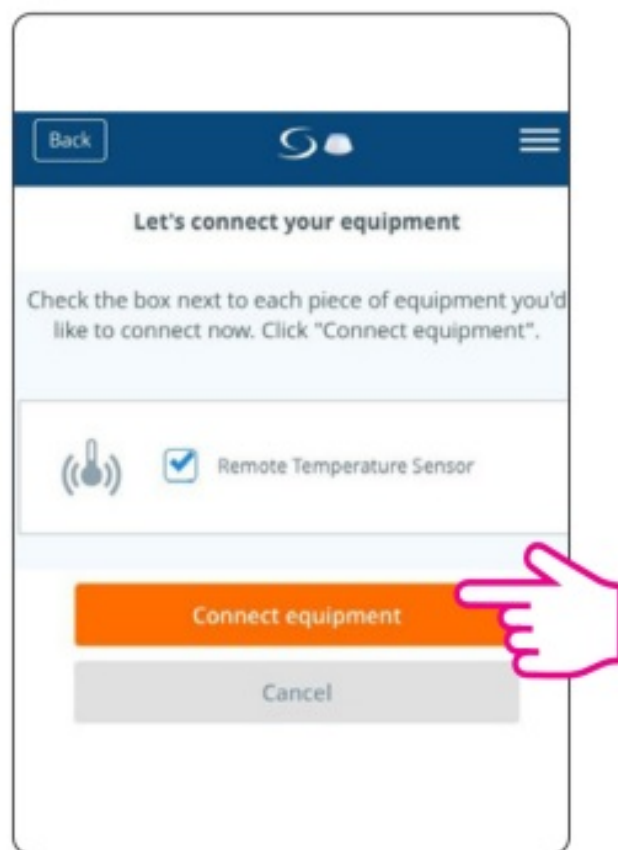 Back
Let's connect your equipment
Check the box next to each piece of equipment you'd
like to connect now. Click "Connect equipment".
Remote Temperature Sensor
Connect equipment
Cancel